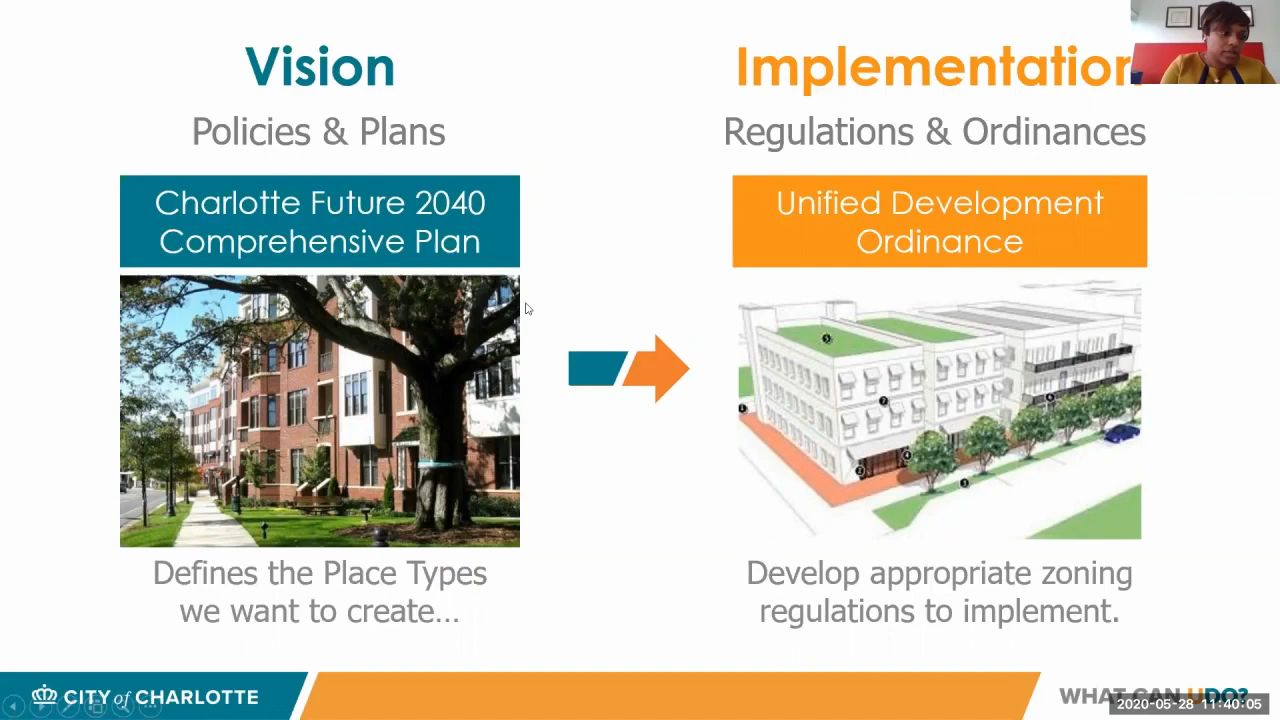 Vision
Policies & Plans
Charlotte Future 2040
Comprehensive Plan
Defines the Place Types
we want to create...
Implementation
Regulations & Ordinances
Unified Development
Ordinance
Develop appropriate zoning
regulations to implement.
CITY of CHARLOTTE
WHAT CAN UDO?
2020-05-28 11:40:05